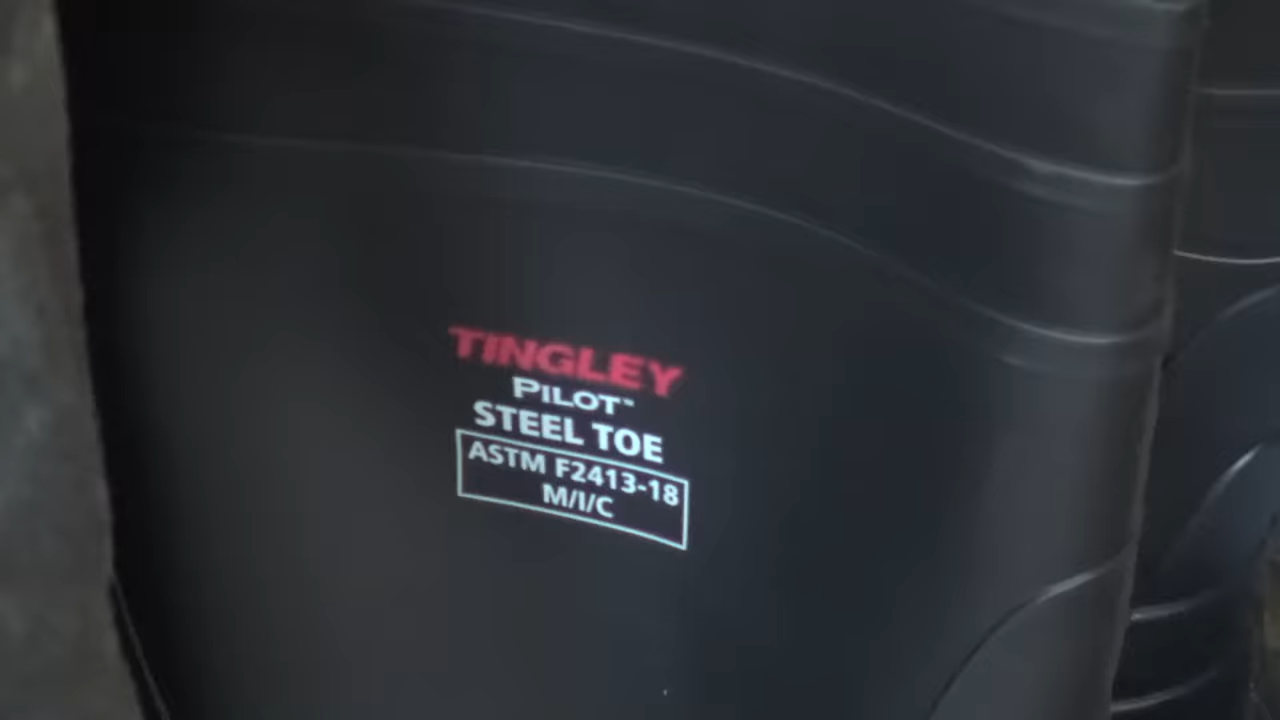 TINGLEY
PILOT™
STEEL TOE
ASTM F2413-18
M/I/C